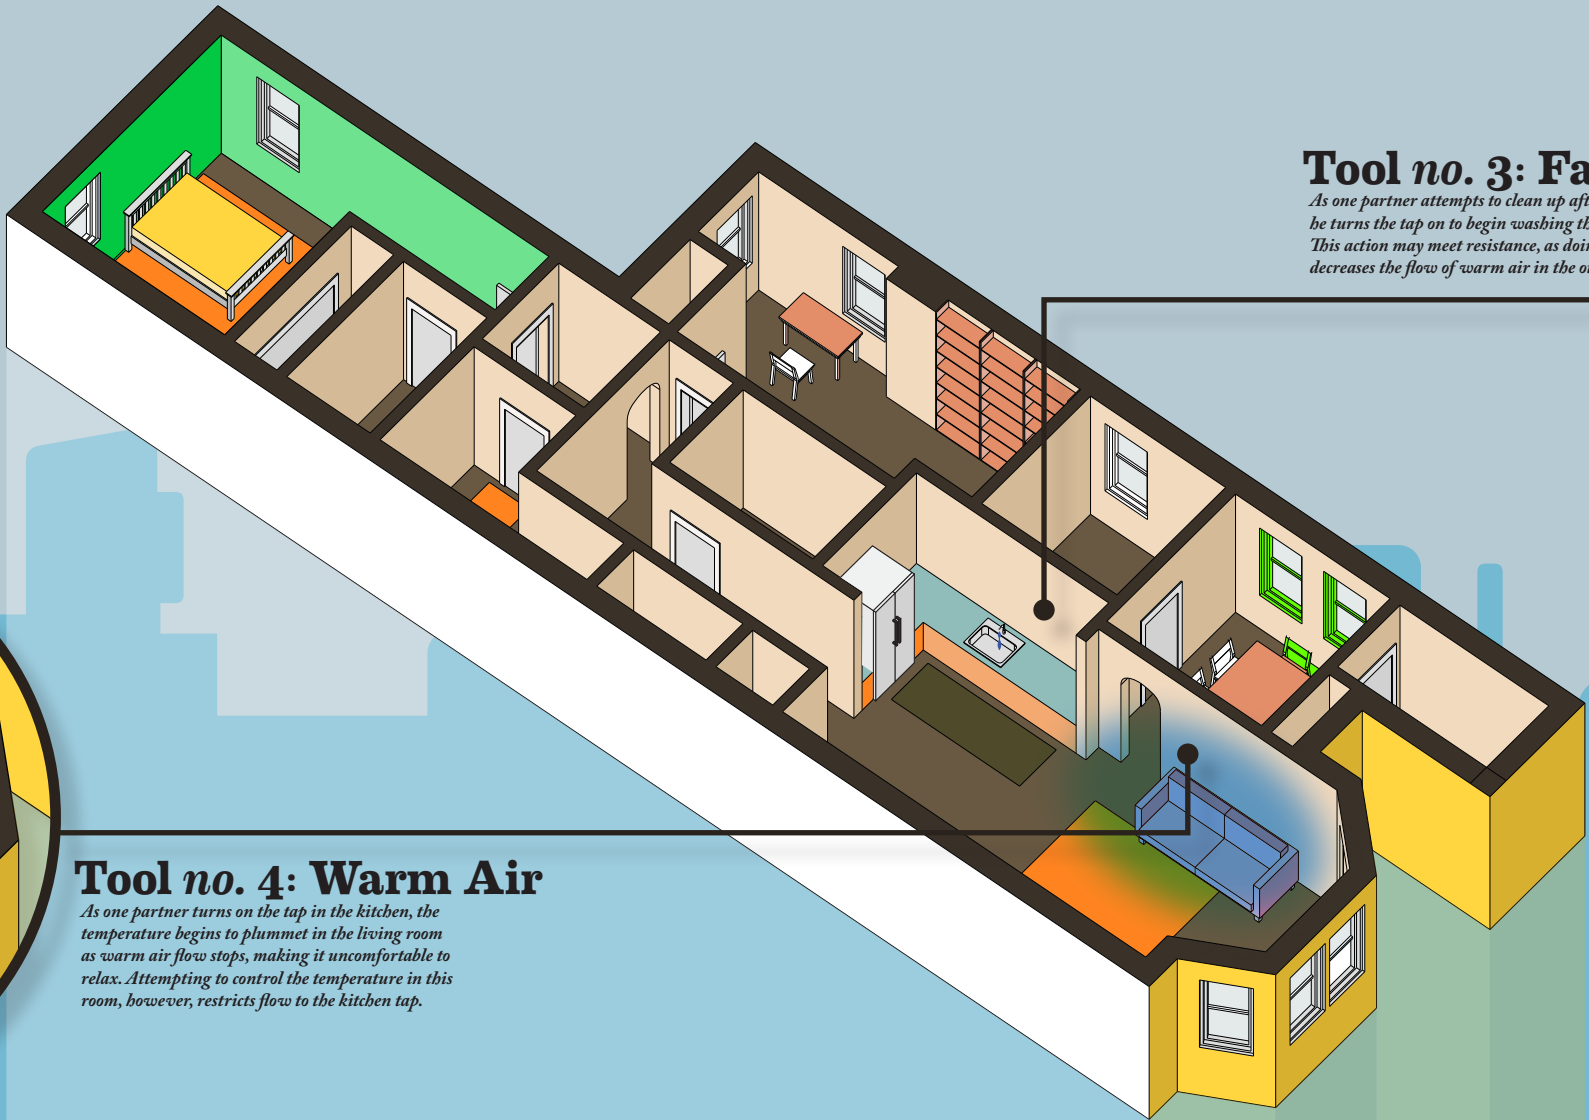 Tool no. 3: Fa
As one partner attempts to clean up aft
he turns the tap on to begin washing th
This action may meet resistance, as doin
decreases the flow of warm air in the o
Tool no. 4: Warm Air
As one partner turns on the tap in the kitchen, the
temperature begins to plummet in the living room
as warm air flow stops, making it uncomfortable to
relax. Attempting to control the temperature in this
room, however, restricts flow to the kitchen tap.